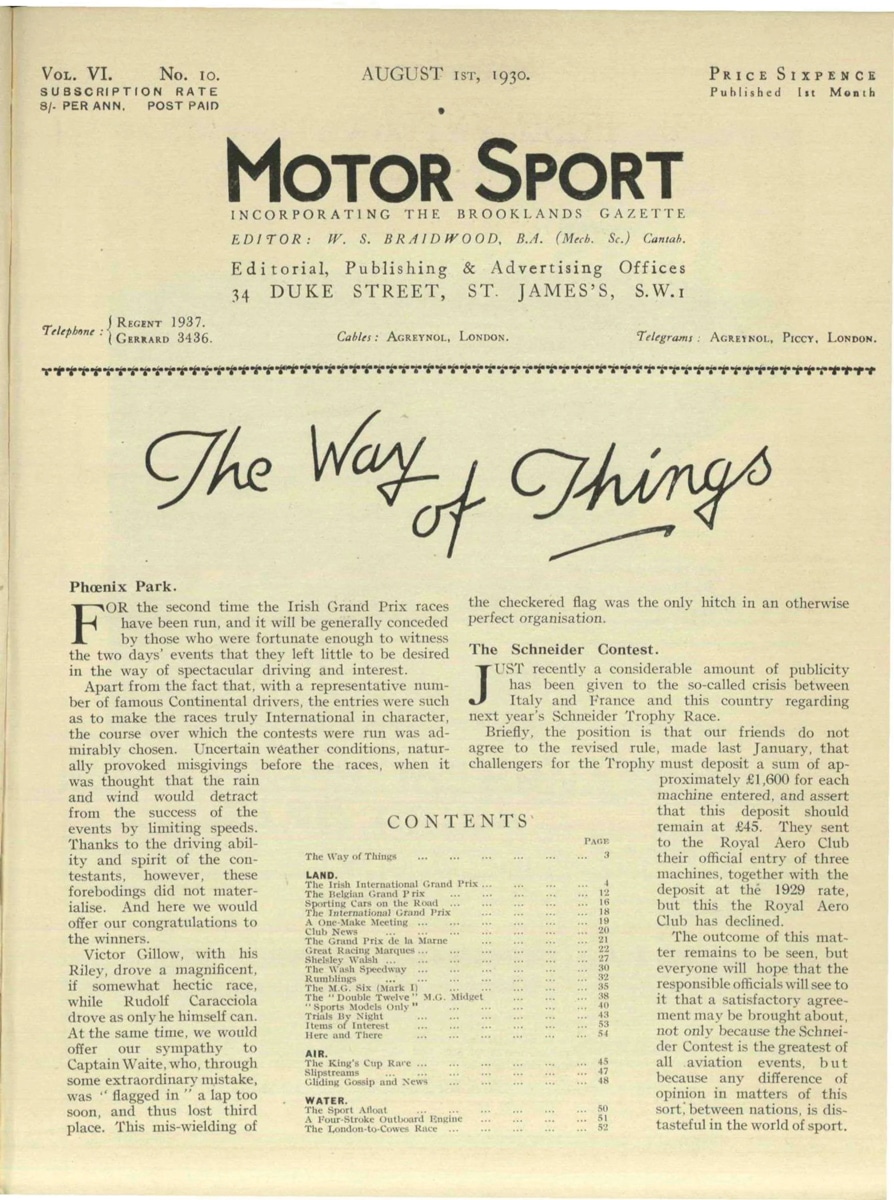 VOL. VI. No. 10.
SUBSCRIPTION RATE
8/- PER ANN. POST PAID
AUGUST 1ST, 1930.
PRICE SIXPENCE
Published 1st Month
MOTOR SPORT
INCORPORATING THE BROOKLANDS GAZETTE
EDITOR: W. S. BRAIDWOOD, B.A. (Mech. Sc.) Cantab.
Editorial, Publishing & Advertising Offices
34 DUKE STREET, ST. JAMES'S, S.W.1
Telephone: { REGENT 1937.
{ GERRARD 3436.
Cables: AGREYNOL, LONDON.
Telegrams: AGREYNOL, PICCY, LONDON.
The Way of Things
Phœnix Park.
FOR the second time the Irish Grand Prix races
have been run, and it will be generally conceded
by those who were fortunate enough to witness
the two days' events that they left little to be desired
in the way of spectacular driving and interest.
Apart from the fact that, with a representative num-
ber of famous Continental drivers, the entries were such
as to make the races truly International in character,
the course over which the contests were run was ad-
mirably chosen. Uncertain weather conditions, natur-
ally provoked misgivings before the races, when it
was thought that the rain
and wind would detract
from the success of the
events by limiting speeds.
Thanks to the driving abil-
ity and spirit of the con-
testants, however, these
forebodings did not mater-
ialise. And here we would
offer our congratulations to
the winners.
Victor Gillow, with his
Riley, drove a magnificent,
if somewhat hectic race,
while Rudolf Caracciola
drove as only he himself can.
At the same time, we would
offer our sympathy to
Captain Waite, who, through
some extraordinary mistake,
was "flagged in" a lap too
soon, and thus lost third
place. This mis-wielding of
the checkered flag was the only hitch in an otherwise
perfect organisation.
The Schneider Contest.
JUST recently a considerable amount of publicity
has been given to the so-called crisis between
Italy and France and this country regarding
next year's Schneider Trophy Race.
Briefly, the position is that our friends do not
agree to the revised rule, made last January, that
challengers for the Trophy must deposit a sum of ap-
proximately £1,600 for each
machine entered, and assert
that this deposit should
remain at £45. They sent
to the Royal Aero Club
their official entry of three
machines, together with the
deposit at the 1929 rate,
but this the Royal Aero
Club has declined.
The outcome of this mat-
ter remains to be seen, but
everyone will hope that the
responsible officials will see to
it that a satisfactory agree-
ment may be brought about,
not only because the Schnei-
der Contest is the greatest of
all aviation events, but
because any difference of
opinion in matters of this
sort, between nations, is dis-
tasteful in the world of sport.
CONTENTS
PAGE
The Way of Things ... ... ... ... ... ... 3
LAND.
The Irish International Grand Prix ... ... ... ... 4
The Belgian Grand Prix ... ... ... ... ... 12
Sporting Cars on the Road ... ... ... ... ... 16
The International Grand Prix ... ... ... ... 18
A One-Make Meeting ... ... ... ... ... ... 19
Club News ... ... ... ... ... ... 20
The Grand Prix de la Marne ... ... ... ... 21
Great Racing Marques ... ... ... ... ... ... 22
Shelsley Walsh ... ... ... ... ... ... ... 27
The Wash Speedway ... ... ... ... ... ... 30
Rumblings ... ... ... ... ... ... ... 32
The M.G. Six (Mark I) ... ... ... ... ... 35
The "Double Twelve" M.G. Midget ... ... ... ... 38
"Sports Models Only" ... ... ... ... ... 40
Trials By Night ... ... ... ... ... ... 43
Items of Interest ... ... ... ... ... ... 53
Here and There ... ... ... ... ... ... 54
AIR.
The King's Cup Race ... ... ... ... ... ... 45
Slipstreams ... ... ... ... ... ... ... 47
Gliding Gossip and News ... ... ... ... ... 48
WATER.
The Sport Afloat ... ... ... ... ... ... 50
A Four-Stroke Outboard Engine ... ... ... ... 51
The London-to-Cowes Race ... ... ... ... ... 52